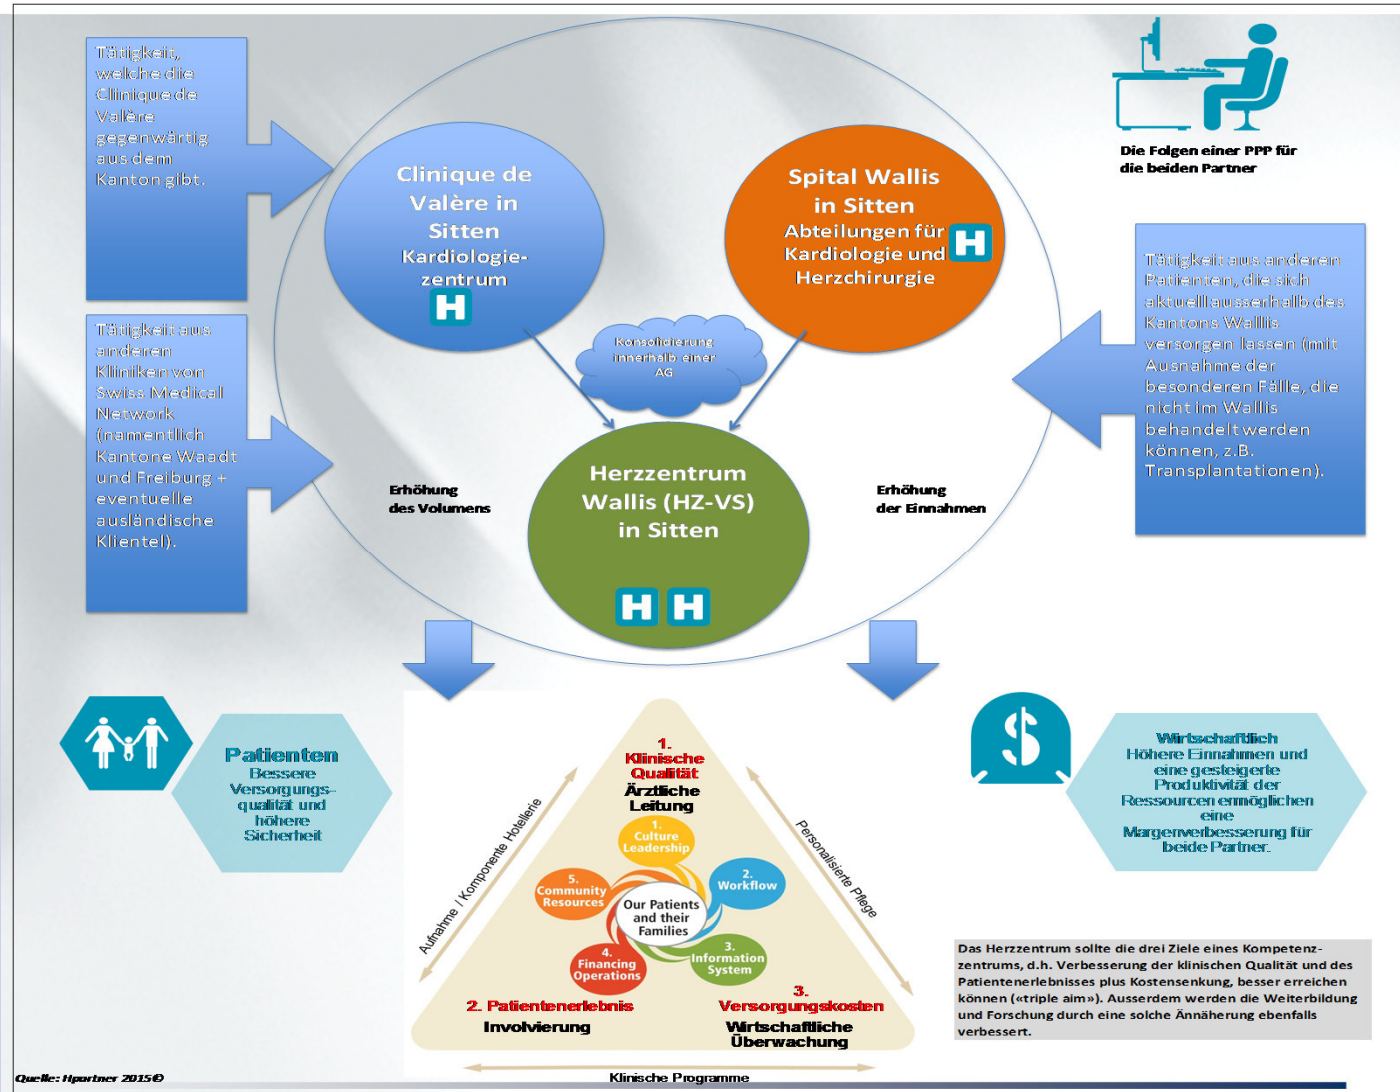 Tätigkeit,
welche die
Clinique de
Valère
gegenwärtig
aus dem
Kanton gibt.
Clinique de
Valère in
Sitten
Kardiologie-
zentrum
H
Spital Wallis
in Sitten
Abteilungen für
Kardiologie und
Herzchirurgie
H
Die Folgen einer PPP für
die beiden Partner
Tätigkeit aus
anderen
Kliniken von
Swiss Medical
Network
(namentlich
Kantone Waadt
und Freiburg +
eventuelle
ausländische
Klientel).
Konsolidierung
innerhalb einer
AG
Tätigkeit aus anderen
Patienten, die sich
aktuell ausserhalb des
Kantons Walllis
versorgen lassen (mit
Ausnahme der
besonderen Fälle, die
nicht im Wallis
behandelt werden
können, z.B.
Transplantationen).
Erhöhung
des Volumens
Herzzentrum
Wallis (HZ-VS)
in Sitten
H H
Erhöhung
der Einnahmen
Patienten
Bessere
Versorgungs-
qualität und
höhere
Sicherheit
$
Wirtschaftlich
Höhere Einnahmen und
eine gesteigerte
Produktivität der
Ressourcen ermöglichen
eine
Margenverbesserung für
beide Partner.
1.
Klinische
Qualität
Ärztliche
Leitung
Aufnahme / Komponente Hotellerie
Personalisierte Pflege
1.
Culture
Leadership
2.
Workflow
5.
Community
Resources
Our Patients
and their
Families
4.
Financing
Operations
3.
Information
System
2. Patientenerlebnis
Involvierung
3.
Versorgungskosten
Wirtschaftliche
Überwachung
Klinische Programme
Das Herzzentrum sollte die drei Ziele eines Kompetenz-
zentrums, d.h. Verbesserung der klinischen Qualität und des
Patientenerlebnisses plus Kostensenkung, besser erreichen
können («triple aim»). Ausserdem werden die Weiterbildung
und Forschung durch eine solche Ännäherung ebenfalls
verbessert.
Quelle: Hpartner 2015©